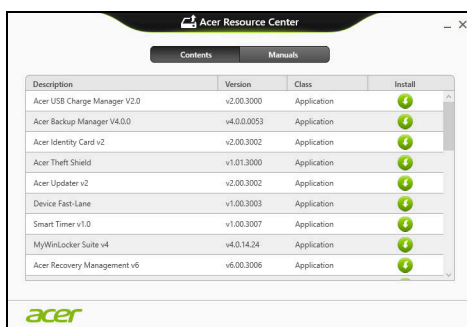 Acer Resource Center
Contents Manuals
Description Version Class Install
Acer USB Charge Manager V2.0 v2.00.3000 Application
Acer Backup Manager V4.0.0 v4.0.0.0053 Application
Acer Identity Card v2 v2.00.3002 Application
Acer Theft Shield v1.01.3000 Application
Acer Updater v2 v2.00.3002 Application
Device Fast-Lane v1.00.3003 Application
Smart Timer v1.0 v1.00.3007 Application
MyWinLocker Suite v4 v4.0.14.24 Application
Acer Recovery Management v6 v6.00.3006 Application
acer